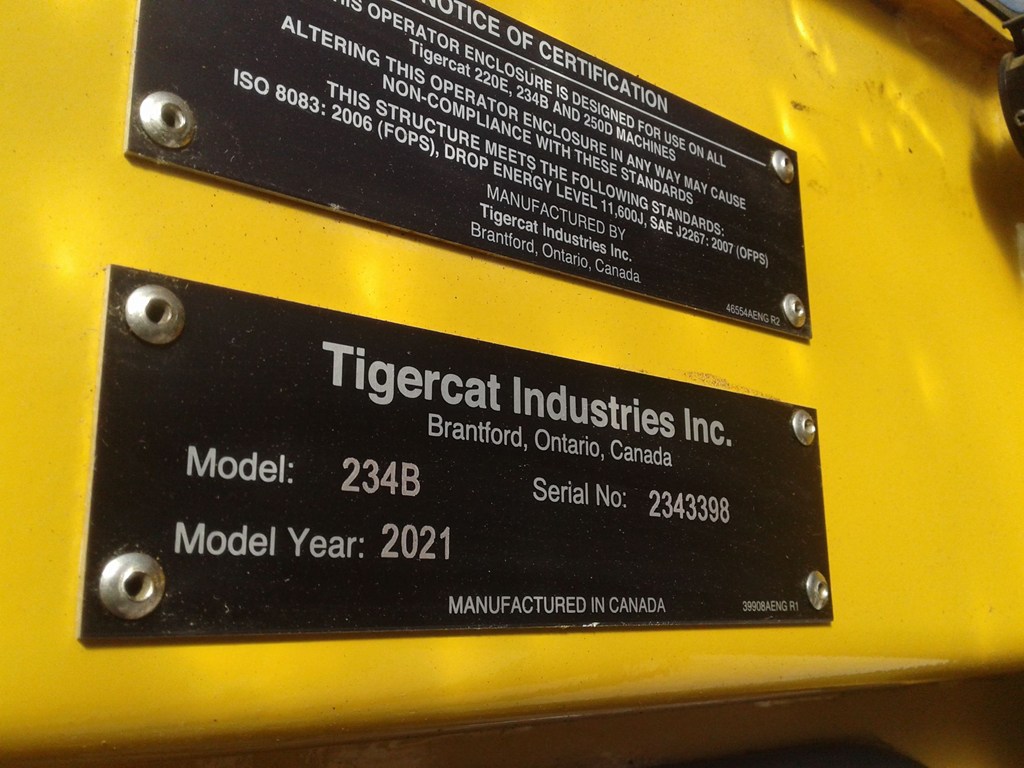 NOTICE OF CERTIFICATION
THIS OPERATOR ENCLOSURE IS DESIGNED FOR USE ON ALL
Tigercat 220E, 234B AND 250D MACHINES
ALTERING THIS OPERATOR ENCLOSURE IN ANY WAY MAY CAUSE
NON-COMPLIANCE WITH THESE STANDARDS
THIS STRUCTURE MEETS THE FOLLOWING STANDARDS:
ISO 8083: 2006 (FOPS), DROP ENERGY LEVEL 11,600J, SAE J2267: 2007 (OFPS)
MANUFACTURED BY
Tigercat Industries Inc.
Brantford, Ontario, Canada
46554AENG R2
Tigercat Industries Inc.
Brantford, Ontario, Canada
Model: 234B Serial No: 2343398
Model Year: 2021
MANUFACTURED IN CANADA 39908AENG R1